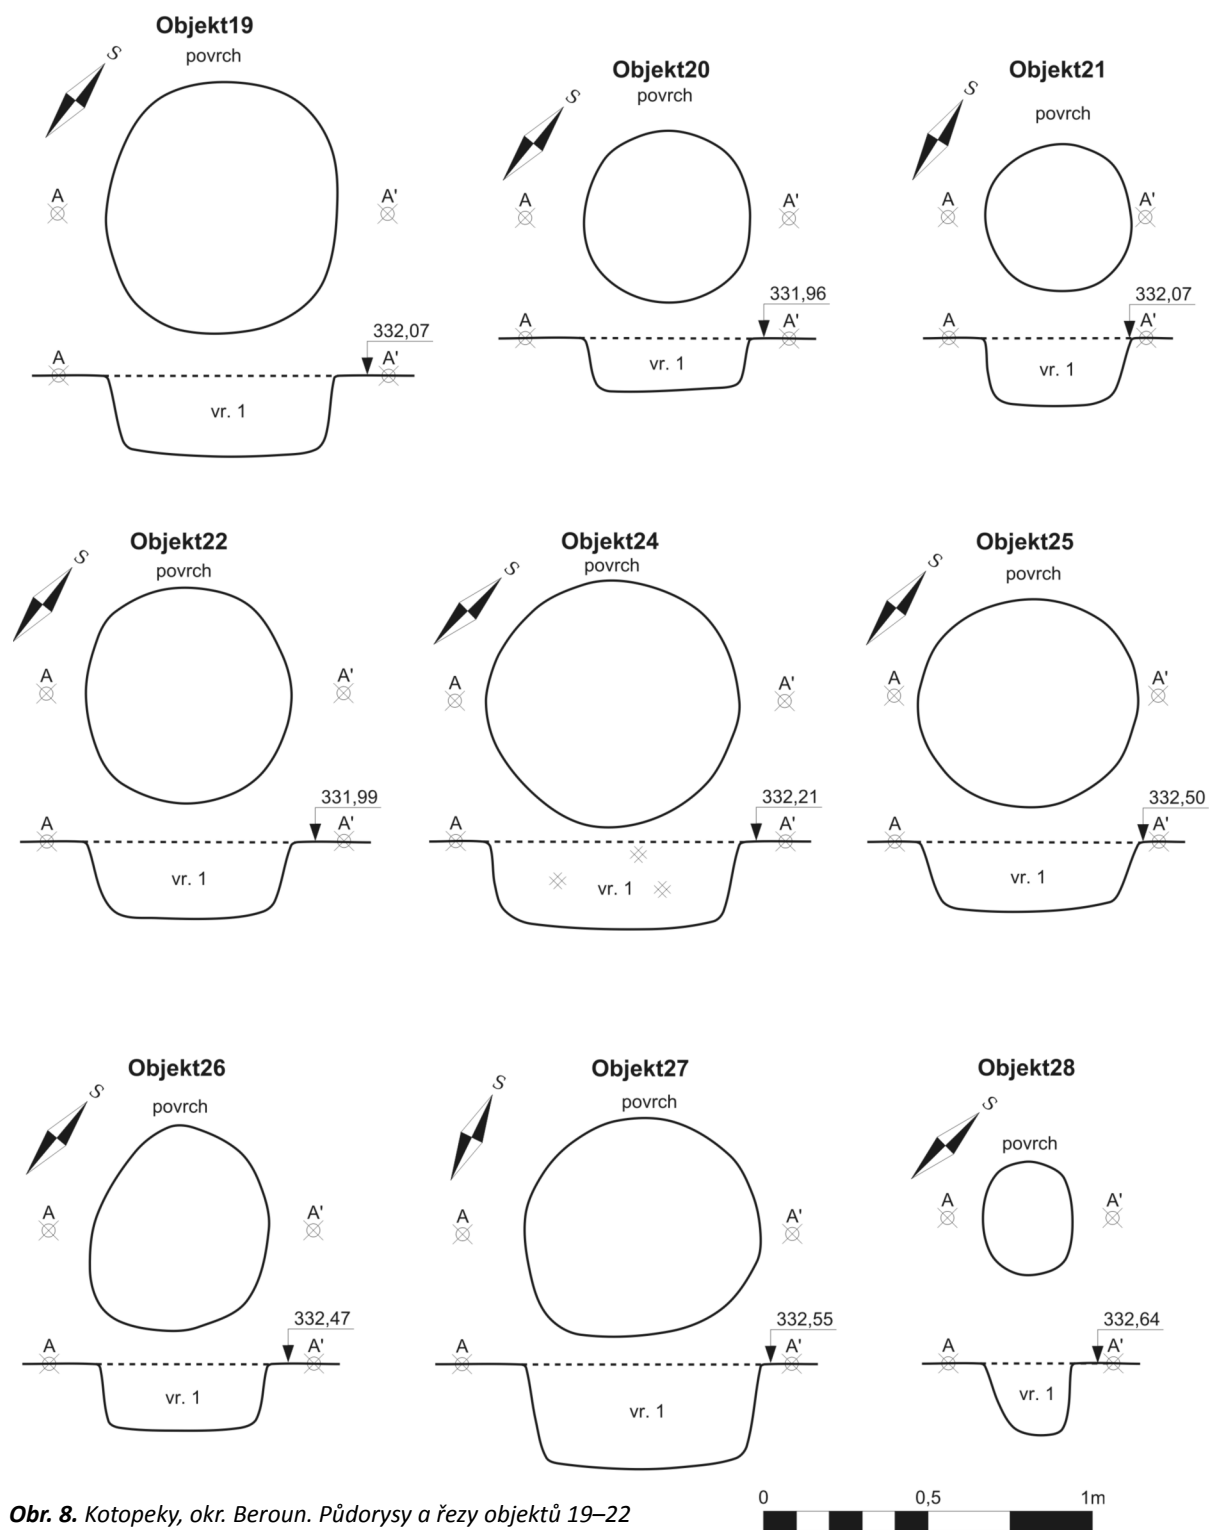 Objekt19
povrch
S
A
A'
332,07
A
A'
vr. 1
Objekt20
povrch
S
A
A'
331,96
A
A'
vr. 1
Objekt21
povrch
S
A
A'
332,07
A
A'
vr. 1
Objekt22
povrch
S
A
A'
331,99
A
A'
vr. 1
Objekt24
povrch
S
A
A'
332,21
A
A'
vr. 1
Objekt25
povrch
S
A
A'
332,50
A
A'
vr. 1
Objekt26
povrch
S
A
A'
332,47
A
A'
vr. 1
Objekt27
povrch
S
A
A'
332,55
A
A'
vr. 1
Objekt28
povrch
S
A
A'
332,64
A
A'
vr. 1
Obr. 8. Kotopeky, okr. Beroun. Půdorysy a řezy objektů 19–22
0 0,5 1m